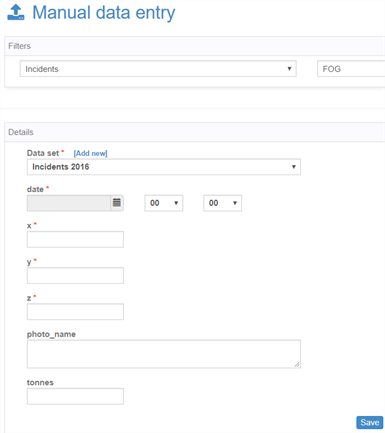 Manual data entry
Filters
Incidents FOG
Details
Data set * [Add new]
Incidents 2016
date *
00 00
x *
y *
z *
photo_name
tonnes
Save